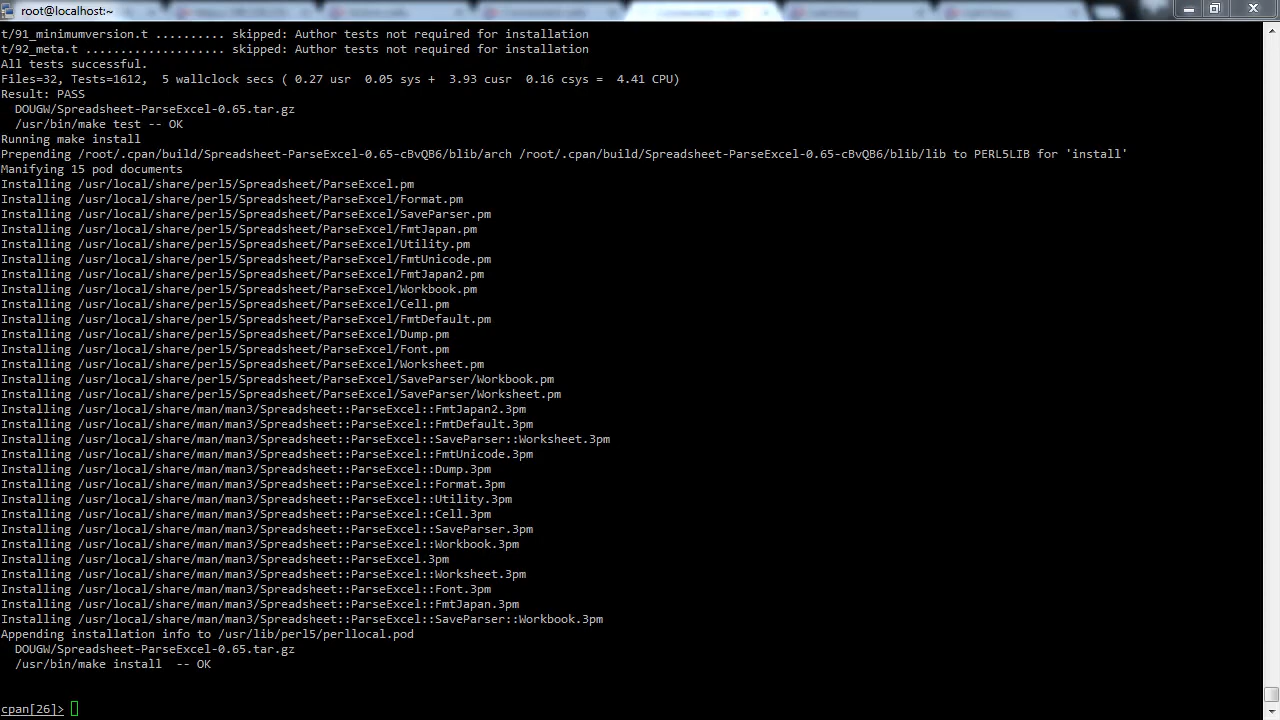 root@localhost:~
t/91_minimumversion.t .......... skipped: Author tests not required for installation
t/92_meta.t .................... skipped: Author tests not required for installation
All tests successful.
Files=32, Tests=1612,  5 wallclock secs ( 0.27 usr  0.05 sys +  3.93 cusr  0.16 csys =  4.41 CPU)
Result: PASS
  DOUGW/Spreadsheet-ParseExcel-0.65.tar.gz
  /usr/bin/make test -- OK
Running make install
Prepending /root/.cpan/build/Spreadsheet-ParseExcel-0.65-cBvQB6/blib/arch /root/.cpan/build/Spreadsheet-ParseExcel-0.65-cBvQB6/blib/lib to PERL5LIB for 'install'
Manifying 15 pod documents
Installing /usr/local/share/perl5/Spreadsheet/ParseExcel.pm
Installing /usr/local/share/perl5/Spreadsheet/ParseExcel/Format.pm
Installing /usr/local/share/perl5/Spreadsheet/ParseExcel/SaveParser.pm
Installing /usr/local/share/perl5/Spreadsheet/ParseExcel/FmtJapan.pm
Installing /usr/local/share/perl5/Spreadsheet/ParseExcel/Utility.pm
Installing /usr/local/share/perl5/Spreadsheet/ParseExcel/FmtUnicode.pm
Installing /usr/local/share/perl5/Spreadsheet/ParseExcel/FmtJapan2.pm
Installing /usr/local/share/perl5/Spreadsheet/ParseExcel/Workbook.pm
Installing /usr/local/share/perl5/Spreadsheet/ParseExcel/Cell.pm
Installing /usr/local/share/perl5/Spreadsheet/ParseExcel/FmtDefault.pm
Installing /usr/local/share/perl5/Spreadsheet/ParseExcel/Dump.pm
Installing /usr/local/share/perl5/Spreadsheet/ParseExcel/Font.pm
Installing /usr/local/share/perl5/Spreadsheet/ParseExcel/Worksheet.pm
Installing /usr/local/share/perl5/Spreadsheet/ParseExcel/SaveParser/Workbook.pm
Installing /usr/local/share/perl5/Spreadsheet/ParseExcel/SaveParser/Worksheet.pm
Installing /usr/local/share/man/man3/Spreadsheet::ParseExcel::FmtJapan2.3pm
Installing /usr/local/share/man/man3/Spreadsheet::ParseExcel::FmtDefault.3pm
Installing /usr/local/share/man/man3/Spreadsheet::ParseExcel::SaveParser::Worksheet.3pm
Installing /usr/local/share/man/man3/Spreadsheet::ParseExcel::FmtUnicode.3pm
Installing /usr/local/share/man/man3/Spreadsheet::ParseExcel::Dump.3pm
Installing /usr/local/share/man/man3/Spreadsheet::ParseExcel::Format.3pm
Installing /usr/local/share/man/man3/Spreadsheet::ParseExcel::Utility.3pm
Installing /usr/local/share/man/man3/Spreadsheet::ParseExcel::Cell.3pm
Installing /usr/local/share/man/man3/Spreadsheet::ParseExcel::SaveParser.3pm
Installing /usr/local/share/man/man3/Spreadsheet::ParseExcel::Workbook.3pm
Installing /usr/local/share/man/man3/Spreadsheet::ParseExcel.3pm
Installing /usr/local/share/man/man3/Spreadsheet::ParseExcel::Worksheet.3pm
Installing /usr/local/share/man/man3/Spreadsheet::ParseExcel::Font.3pm
Installing /usr/local/share/man/man3/Spreadsheet::ParseExcel::FmtJapan.3pm
Installing /usr/local/share/man/man3/Spreadsheet::ParseExcel::SaveParser::Workbook.3pm
Appending installation info to /usr/lib/perl5/perllocal.pod
  DOUGW/Spreadsheet-ParseExcel-0.65.tar.gz
  /usr/bin/make install  -- OK
cpan[26]>